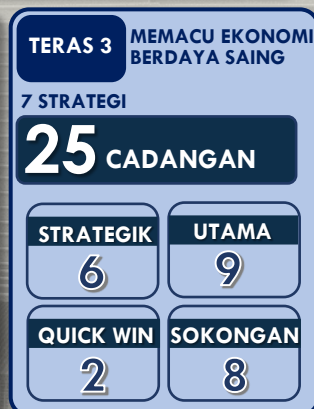 TERAS 3
MEMACU EKONOMI
BERDAYA SAING
7 STRATEGI
25 CADANGAN
STRATEGIK
6
UTAMA
9
QUICK WIN
2
SOKONGAN
8